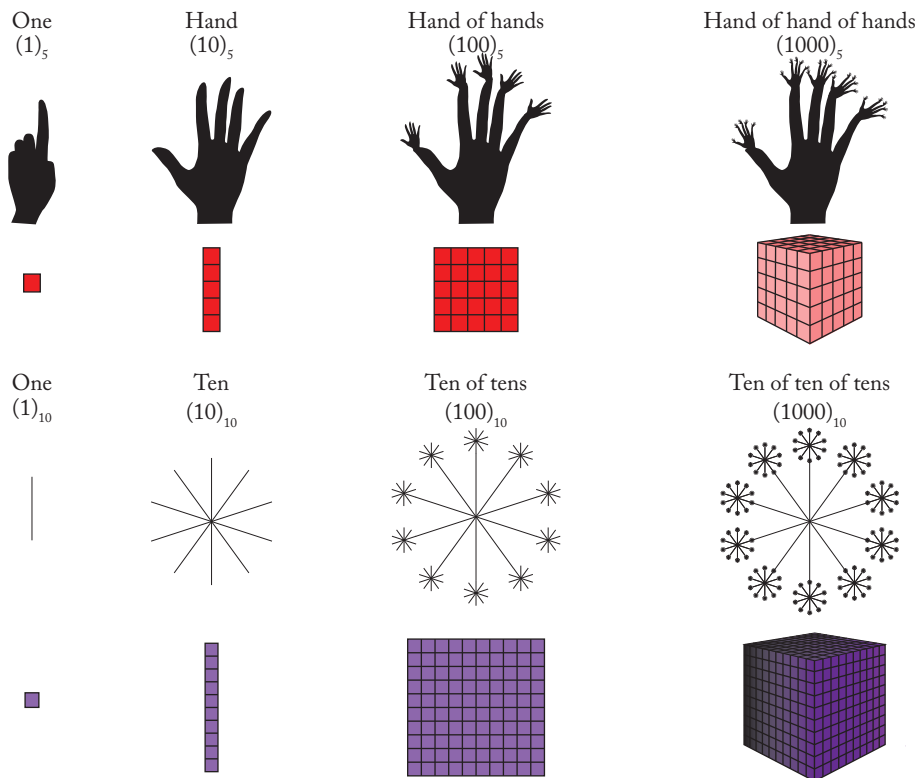 One
(1)₅
Hand
(10)₅
Hand of hands
(100)₅
Hand of hand of hands
(1000)₅
One
(1)₁₀
Ten
(10)₁₀
Ten of tens
(100)₁₀
Ten of ten of tens
(1000)₁₀